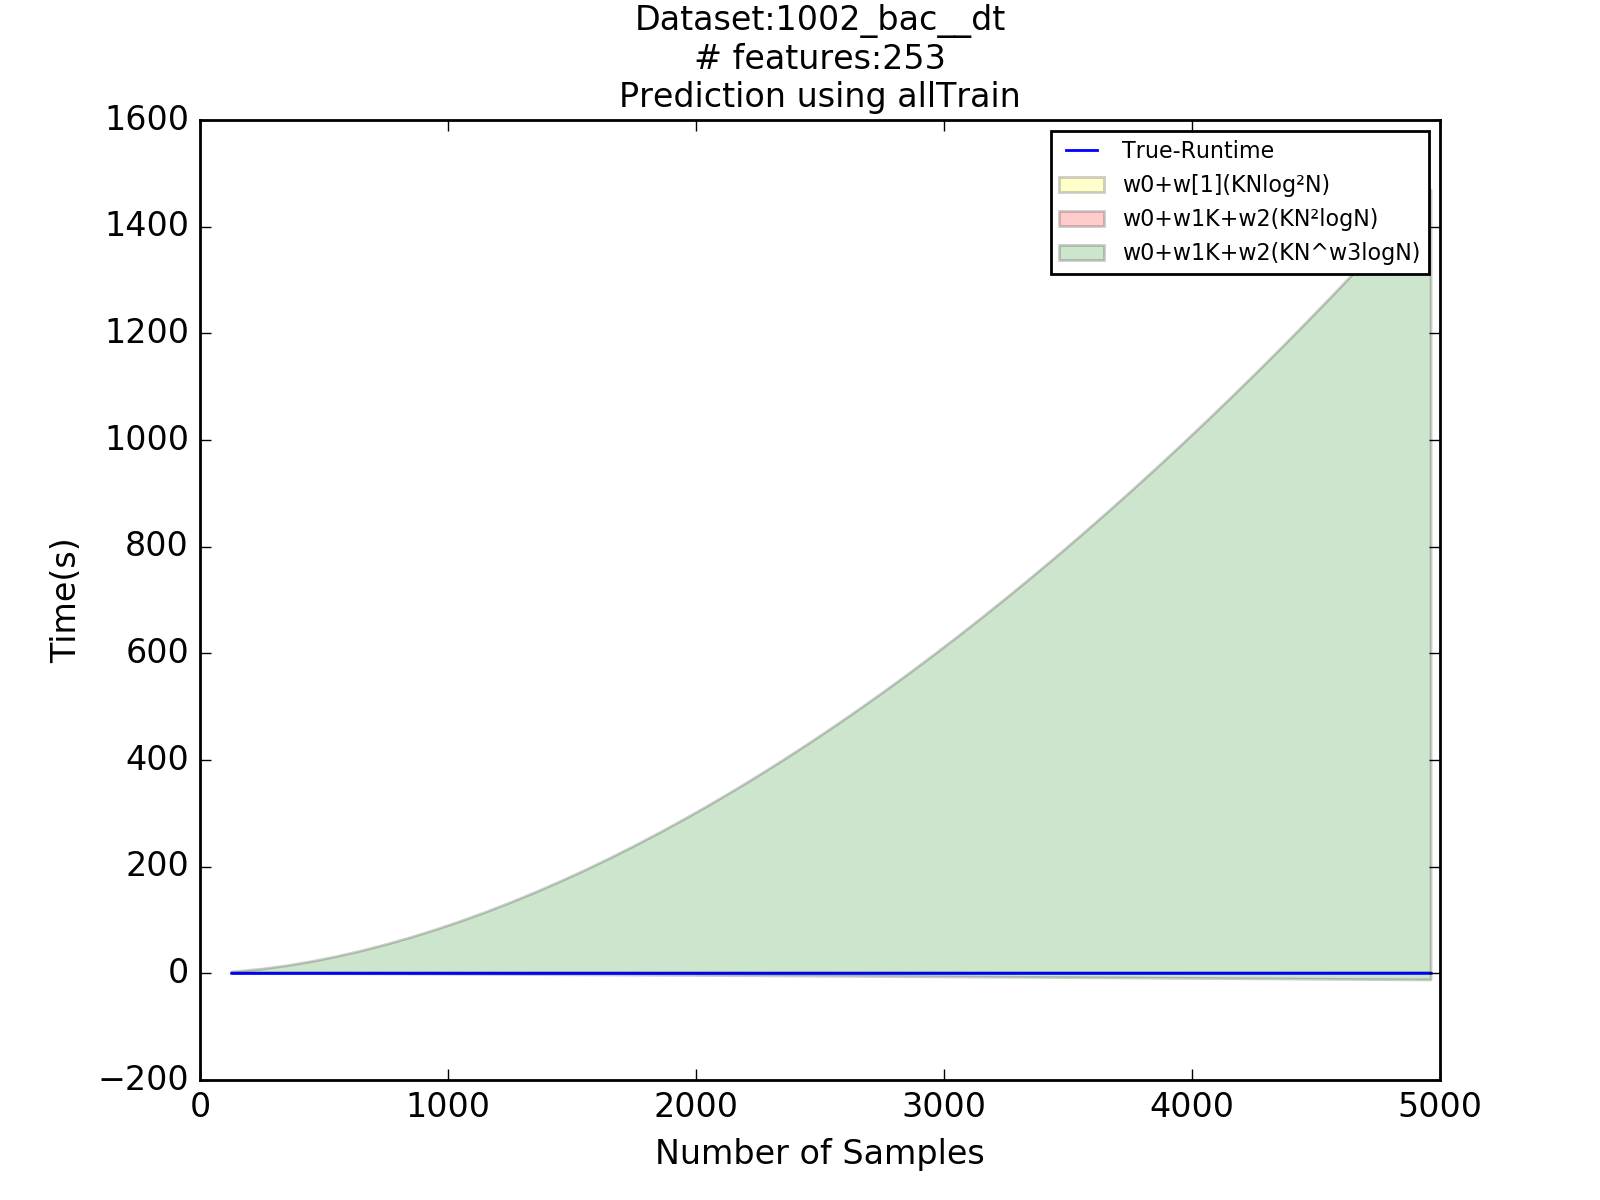 Dataset:1002_bac__dt
# features:253
Prediction using allTrain
1600
1400
1200
1000
800
600
400
200
0
−200
Time(s)
True-Runtime
w0+w[1](KNlog²N)
w0+w1K+w2(KN²logN)
w0+w1K+w2(KN^w3logN)
0 1000 2000 3000 4000 5000
Number of Samples